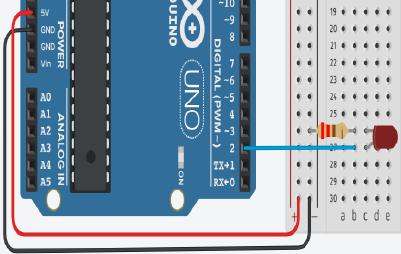 5V
GND
GND
Vin
POWER
A0
A1
A2
A3
A4
A5
ANALOG IN
UNO
ON
DIGITAL (PWM~)
~10
~9
8
7
~6
~5
4
~3
2
TX→1
RX←0
19
20
21
22
23
24
25
26
28
29
30
+ −
a b c d e